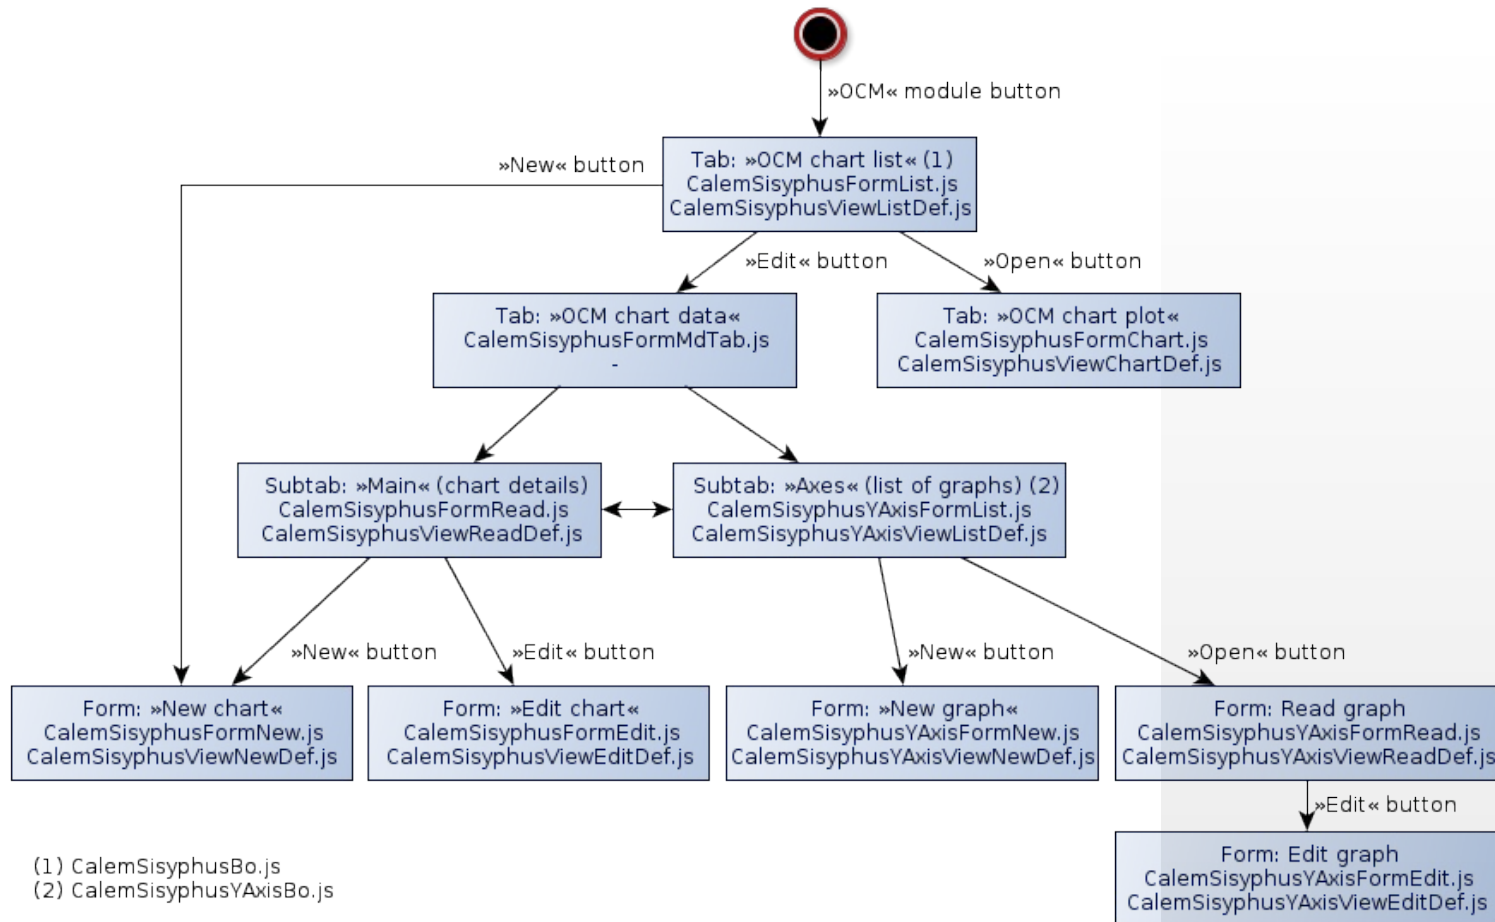 »OCM« module button
»New« button
Tab: »OCM chart list« (1)
CalemSisyphusFormList.js
CalemSisyphusViewListDef.js
»Edit« button
»Open« button
Tab: »OCM chart data«
CalemSisyphusFormMdTab.js
-
Tab: »OCM chart plot«
CalemSisyphusFormChart.js
CalemSisyphusViewChartDef.js
Subtab: »Main« (chart details)
CalemSisyphusFormRead.js
CalemSisyphusViewReadDef.js
Subtab: »Axes« (list of graphs) (2)
CalemSisyphusYAxisFormList.js
CalemSisyphusYAxisViewListDef.js
»New« button
»Edit« button
»New« button
»Open« button
Form: »New chart«
CalemSisyphusFormNew.js
CalemSisyphusViewNewDef.js
Form: »Edit chart«
CalemSisyphusFormEdit.js
CalemSisyphusViewEditDef.js
Form: »New graph«
CalemSisyphusYAxisFormNew.js
CalemSisyphusYAxisViewNewDef.js
Form: Read graph
CalemSisyphusYAxisFormRead.js
CalemSisyphusYAxisViewReadDef.js
»Edit« button
Form: Edit graph
CalemSisyphusYAxisFormEdit.js
CalemSisyphusYAxisViewEditDef.js
(1) CalemSisyphusBo.js
(2) CalemSisyphusYAxisBo.js